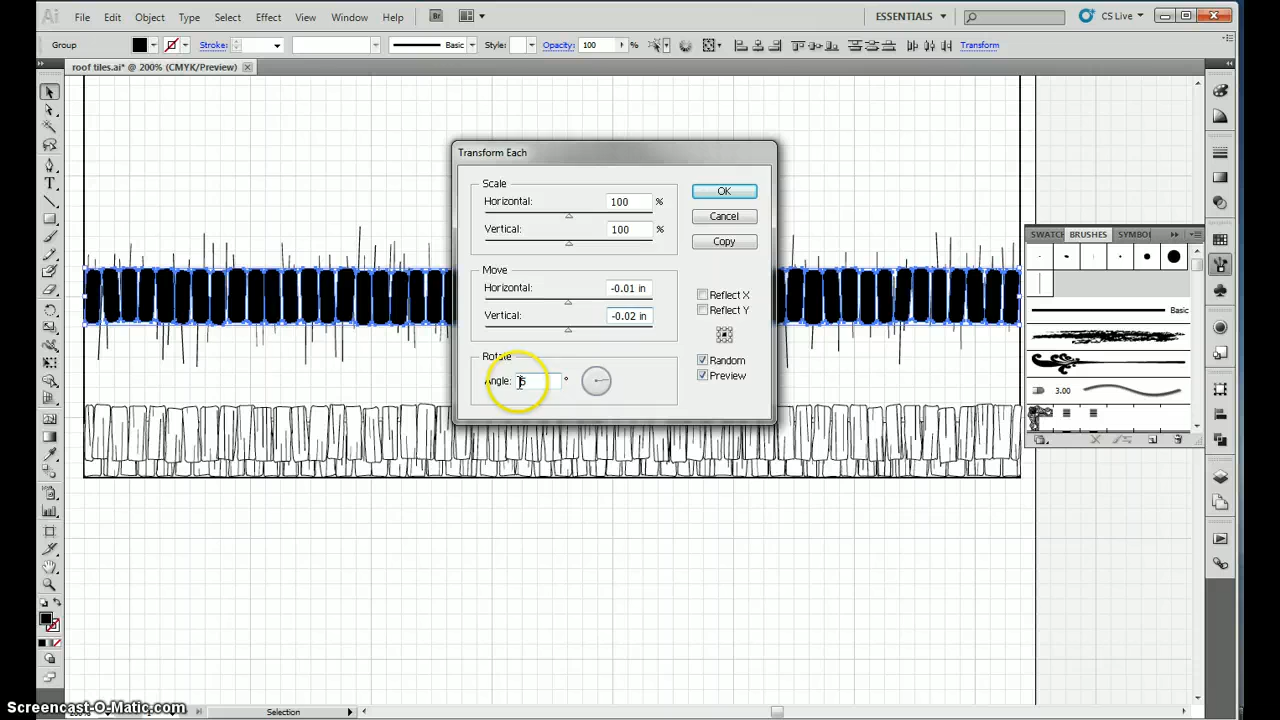 Ai File Edit Object Type Select Effect View Window Help Br ESSENTIALS CS Live
Group Stroke: Basic Style: Opacity: 100 Transform
roof tiles.ai* @ 200% (CMYK/Preview)
Transform Each
Scale
Horizontal: 100 %
Vertical: 100 %
OK
Cancel
Copy
Move
Horizontal: -0.01 in
Vertical: -0.02 in
Reflect X
Reflect Y
Rotate
Angle: 5 °
Random
Preview
SWATCH BRUSHES SYMBOL
Basic
3.00
Selection
Screencast-O-Matic.com